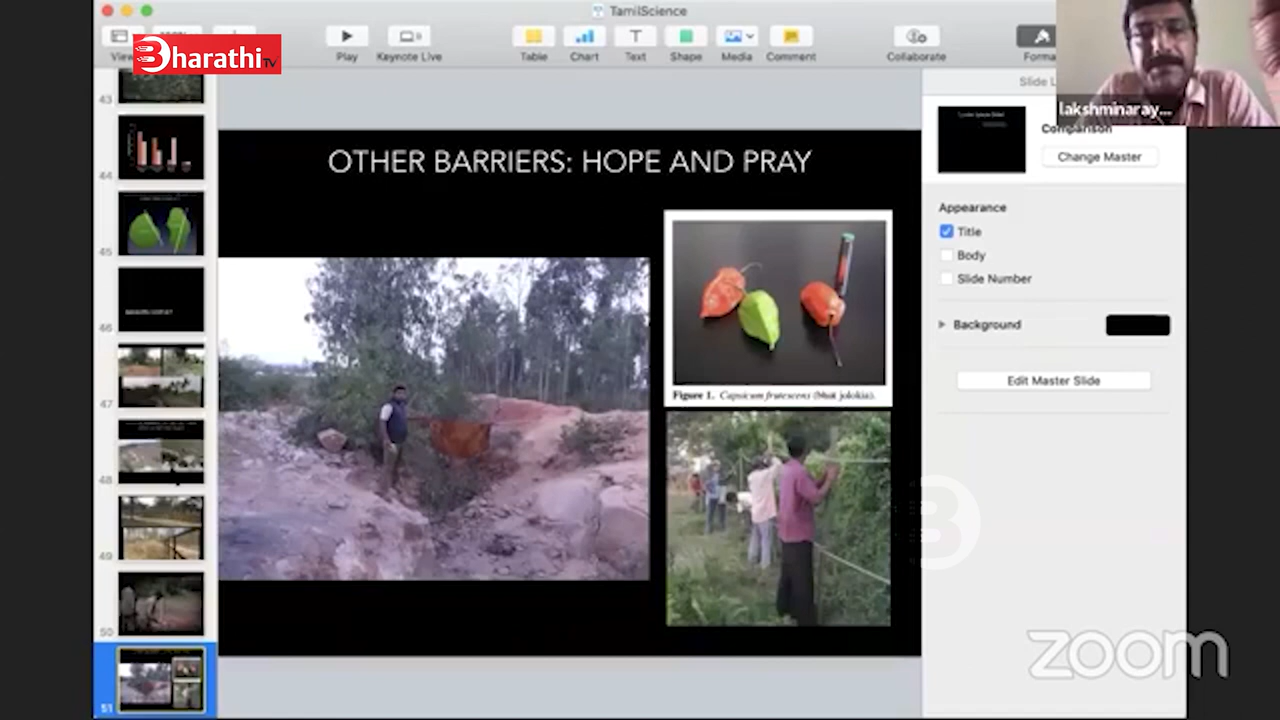 TamilScience
Bharathi TV
View
Play
Keynote Live
Table
Chart
Text
Shape
Media
Comment
Collaborate
Forma
Slide L
lakshminaray...
Comparison
Change Master
Appearance
Title
Body
Slide Number
Background
Edit Master Slide
43
44
45
46
47
48
49
50
51
OTHER BARRIERS: HOPE AND PRAY
Figure 1. Capsicum frutescens (bhut jolokia).
zoom